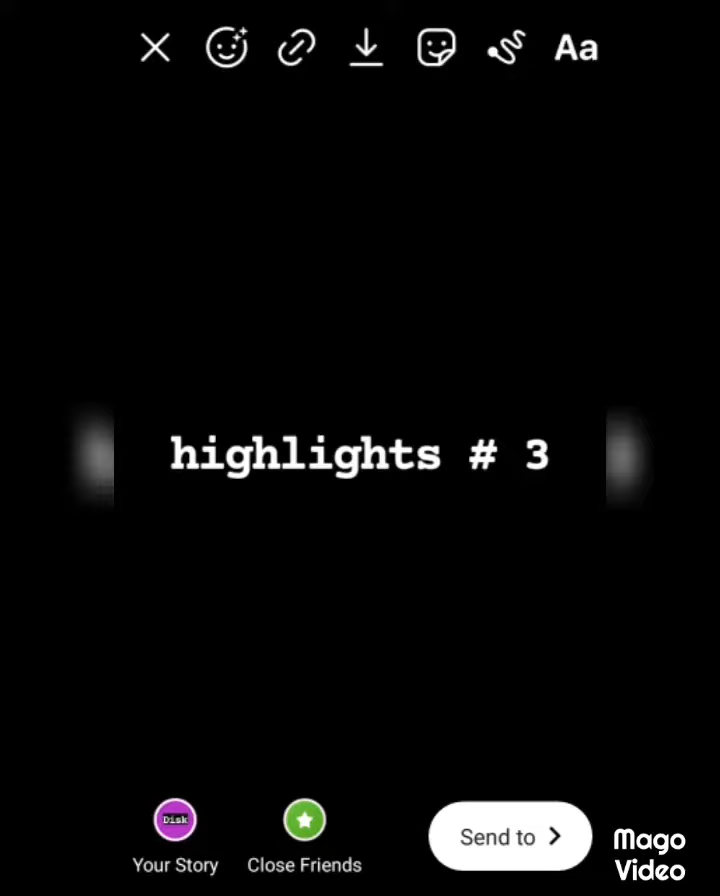 Aa
highlights # 3
Disk
Your Story
Close Friends
Send to
Mago
Video